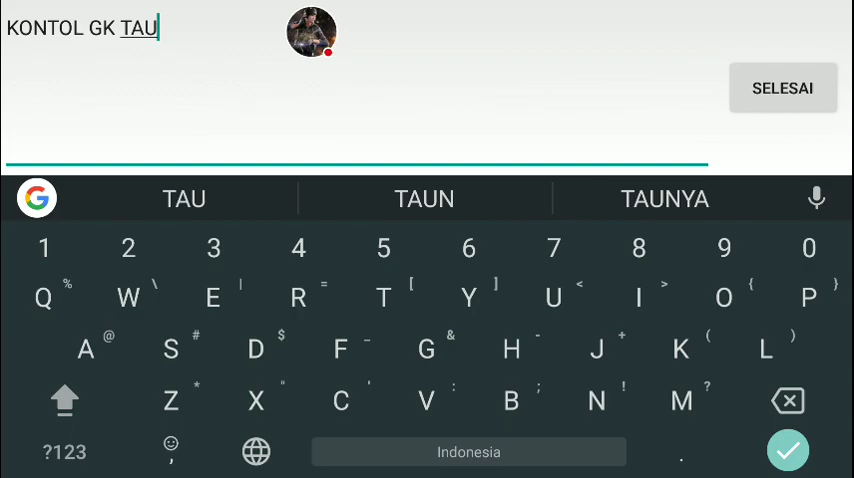 KONTOL GK TAU
SELESAI
G TAU TAUN TAUNYA
1 2 3 4 5 6 7 8 9 0
Q % W \ E | R = T [ Y ] U < I > O { P }
A @ S # D $ F _ G & H - J + K ( L )
Z * X " C ' V : B ; N ! M ?
?123 , Indonesia .